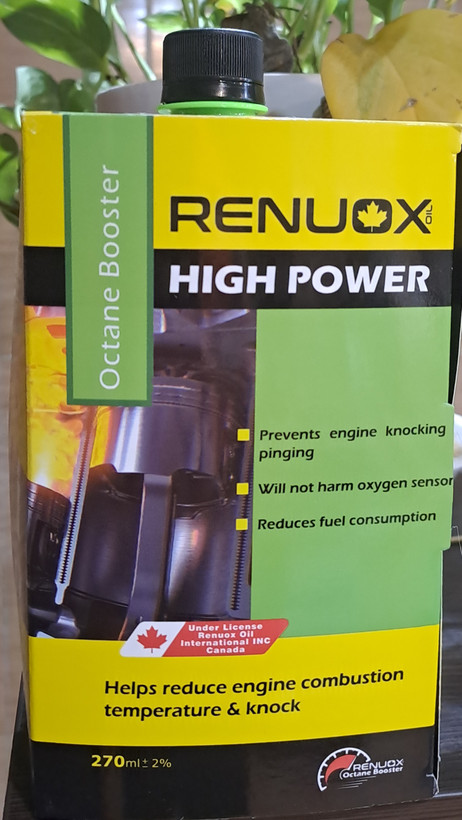 Octane Booster
RENUOX OIL
HIGH POWER
Prevents engine knocking
pinging
Will not harm oxygen sensor
Reduces fuel consumption
Under License
Renuox Oil
International INC
Canada
Helps reduce engine combustion
temperature & knock
270ml± 2%
RENUOX
Octane Booster